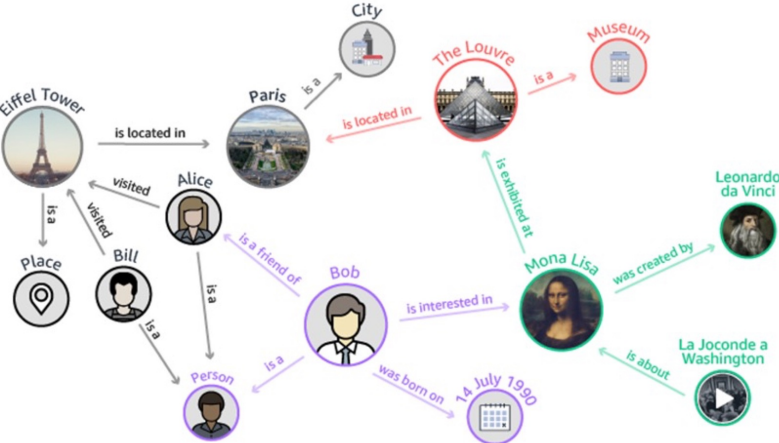 City
The Louvre
Museum
is a
is a
Eiffel Tower
Paris
is located in
is located in
Leonardo
da Vinci
visited
Alice
is a
visited
is exhibited at
Place
Bill
is a friend of
Bob
Mona Lisa
was created by
is a
is interested in
is a
La Joconde a
Washington
Person
is a
was born on
14 July 1990
is about